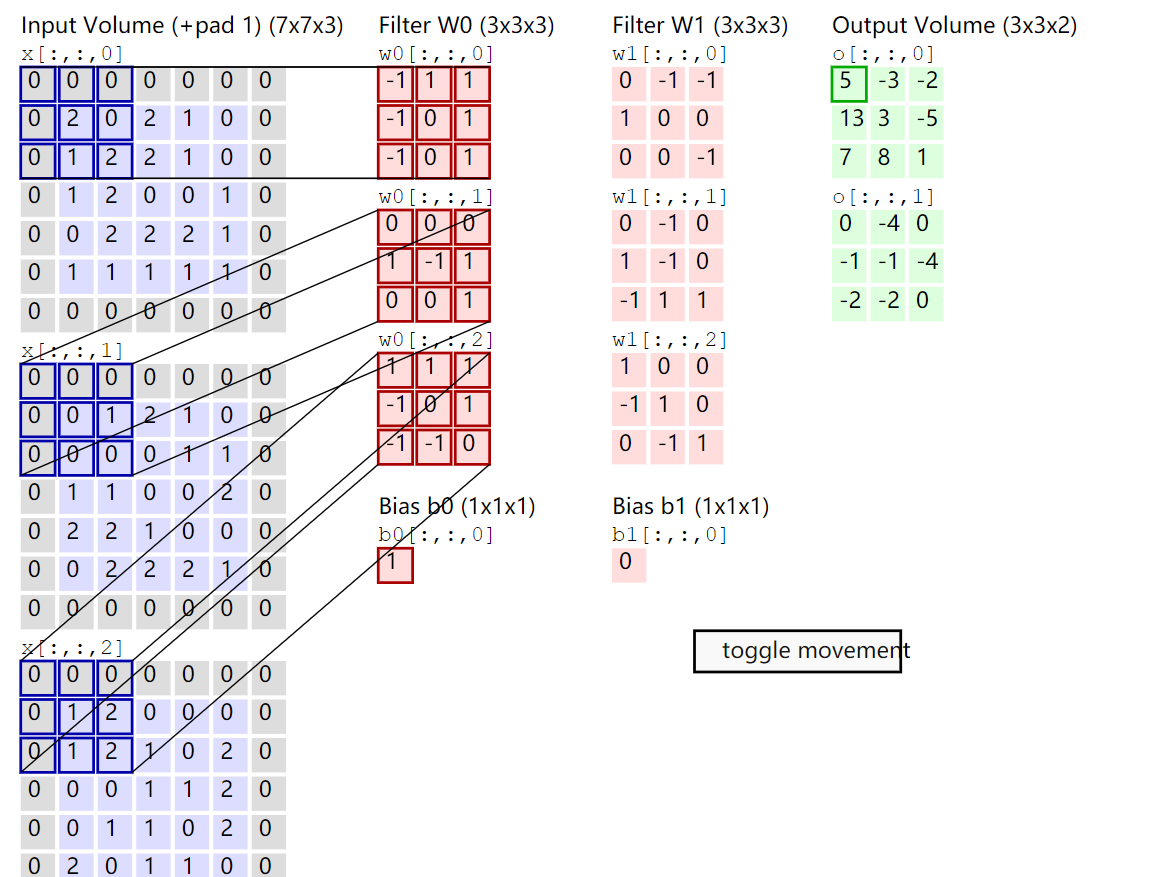 Input Volume (+pad 1) (7x7x3)
x[:,:,0]
0 0 0 0 0 0 0
0 2 0 2 1 0 0
0 1 2 2 1 0 0
0 1 2 0 0 1 0
0 0 2 2 2 1 0
0 1 1 1 1 1 0
0 0 0 0 0 0 0
x[:,:,1]
0 0 0 0 0 0 0
0 0 1 2 1 0 0
0 0 0 0 1 1 0
0 1 1 0 0 2 0
0 2 2 1 0 0 0
0 0 2 2 2 1 0
0 0 0 0 0 0 0
x[:,:,2]
0 0 0 0 0 0 0
0 1 2 0 0 0 0
0 1 2 1 0 2 0
0 0 0 1 1 2 0
0 0 1 1 0 2 0
0 2 0 1 1 0 0
Filter W0 (3x3x3)
w0[:,:,0]
-1 1 1
-1 0 1
-1 0 1
w0[:,:,1]
0 0 0
1 -1 1
0 0 1
w0[:,:,2]
1 1 1
-1 0 1
-1 -1 0
Bias b0 (1x1x1)
b0[:,:,0]
1
Filter W1 (3x3x3)
w1[:,:,0]
0 -1 -1
1 0 0
0 0 -1
w1[:,:,1]
0 -1 0
1 -1 0
-1 1 1
w1[:,:,2]
1 0 0
-1 1 0
0 -1 1
Bias b1 (1x1x1)
b1[:,:,0]
0
Output Volume (3x3x2)
o[:,:,0]
5 -3 -2
13 3 -5
7 8 1
o[:,:,1]
0 -4 0
-1 -1 -4
-2 -2 0
toggle movement